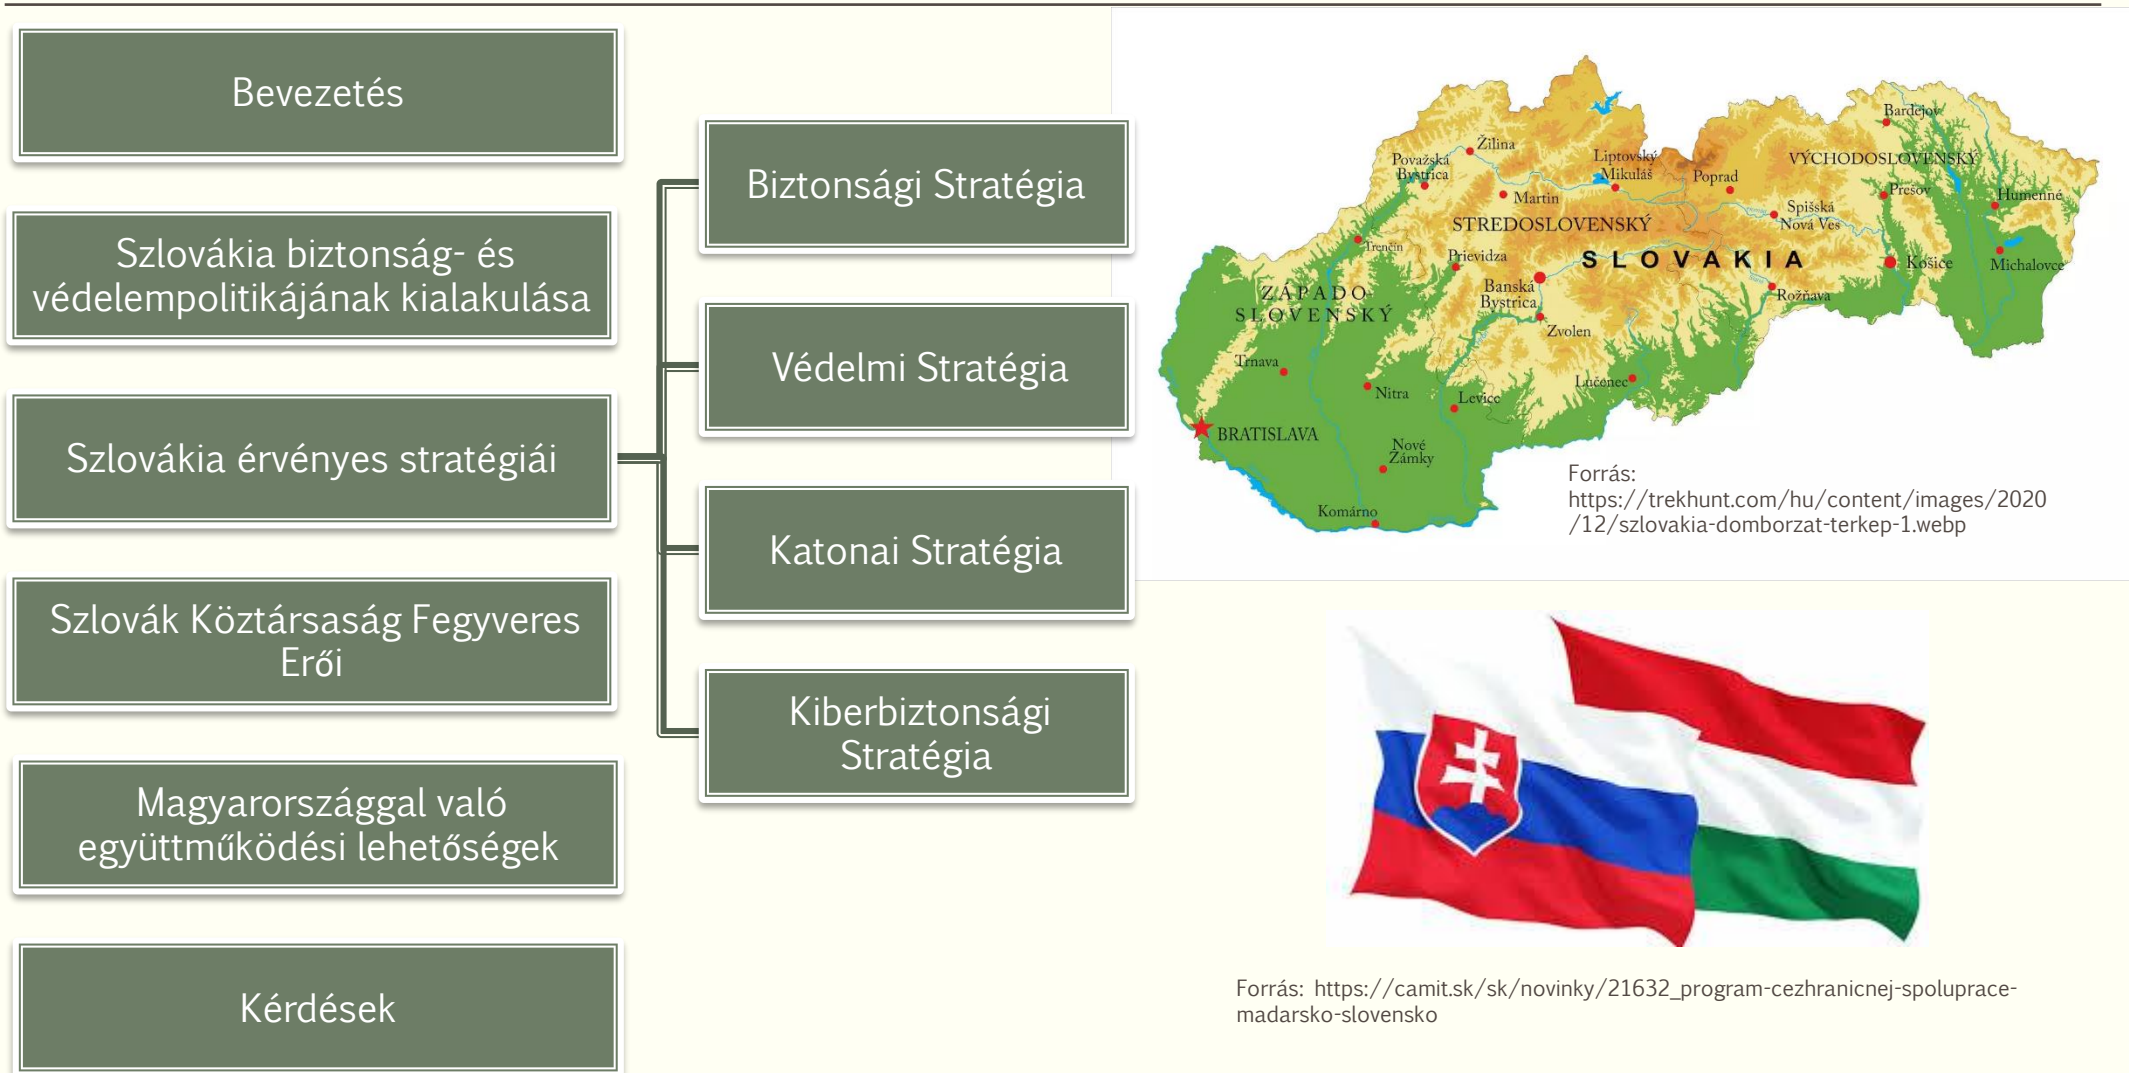 Bevezetés
Szlovákia biztonság- és
védelempolitikájának kialakulása
Szlovákia érvényes stratégiái
Szlovák Köztársaság Fegyveres
Erői
Magyarországgal való
együttműködési lehetőségek
Kérdések
Biztonsági Stratégia
Védelmi Stratégia
Katonai Stratégia
Kiberbiztonsági
Stratégia
Bardejov
Žilina
Považská
Bystrica
Liptovský
Mikuláš
Poprad
VÝCHODOSLOVENSKÝ
Prešov
Humenné
Martin
Spišská
Nová Ves
STREDOSLOVENSKÝ
Trenčín
Prievidza
SLOVAKIA
Košice
Michalovce
Banská
Bystrica
Rožňava
ZÁPADO-
SLOVENSKÝ
Zvolen
Trnava
Nitra
Lučenec
Levice
BRATISLAVA
Nové
Zámky
Komárno
Forrás:
https://trekhunt.com/hu/content/images/2020
/12/szlovakia-domborzat-terkep-1.webp
Forrás: https://camit.sk/sk/novinky/21632_program-cezhranicnej-spoluprace-
madarsko-slovensko